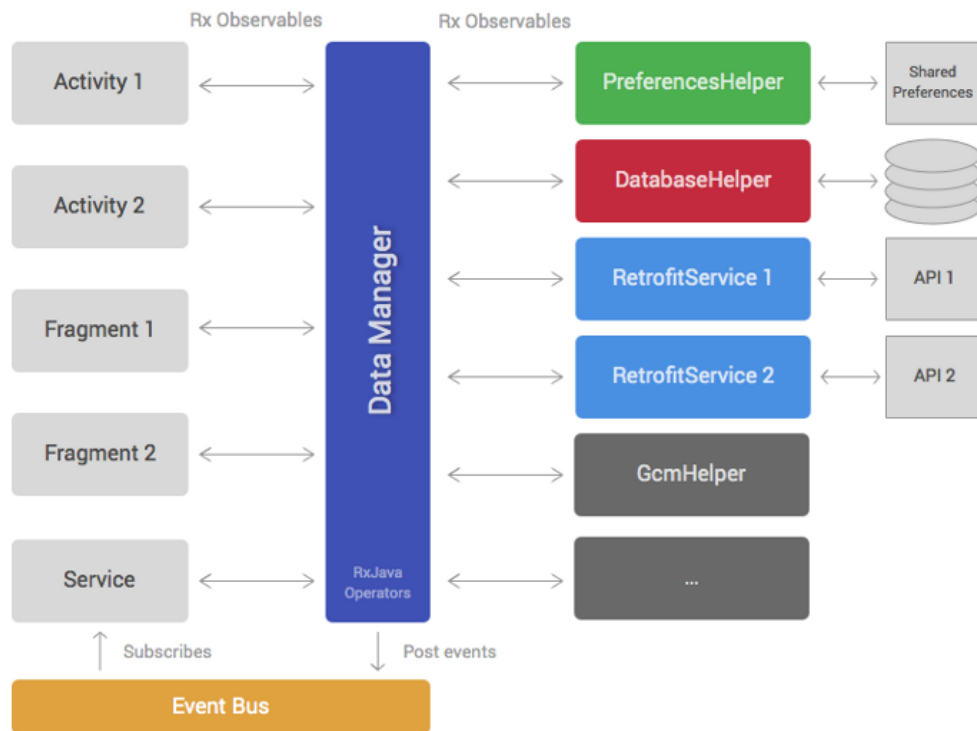 Rx Observables
Rx Observables
Activity 1
Activity 2
Fragment 1
Fragment 2
Service
Data Manager
RxJava
Operators
PreferencesHelper
DatabaseHelper
RetrofitService 1
RetrofitService 2
GcmHelper
...
Shared
Preferences
API 1
API 2
Subscribes
Post events
Event Bus